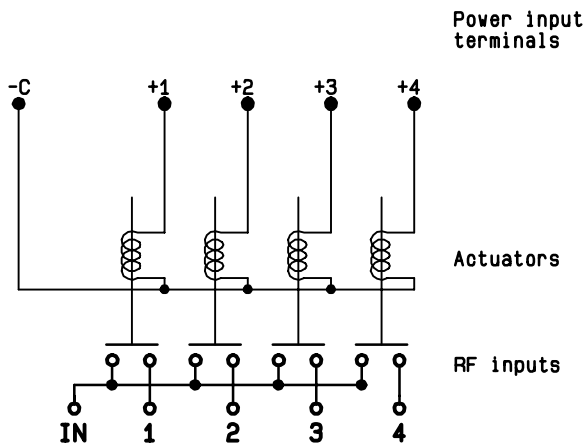 Power input
terminals
-C +1 +2 +3 +4
Actuators
RF inputs
IN 1 2 3 4